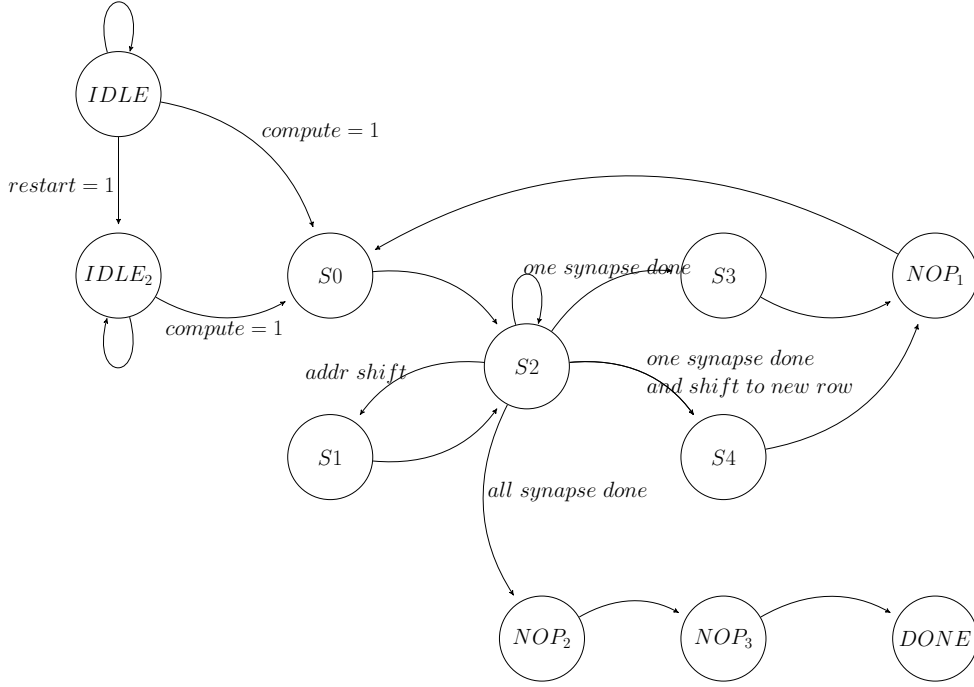 IDLE
compute = 1
restart = 1
IDLE₂
compute = 1
S0
one synapse done
S3
NOP₁
addr shift
S2
one synapse done
and shift to new row
S1
S4
all synapse done
NOP₂
NOP₃
DONE